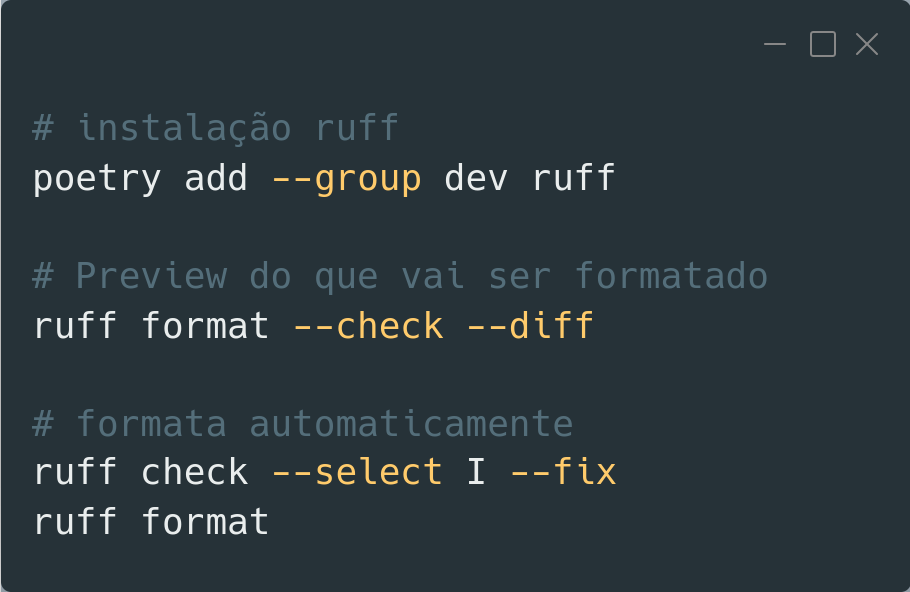 # instalação ruff
poetry add --group dev ruff
# Preview do que vai ser formatado
ruff format --check --diff
# formata automaticamente
ruff check --select I --fix
ruff format